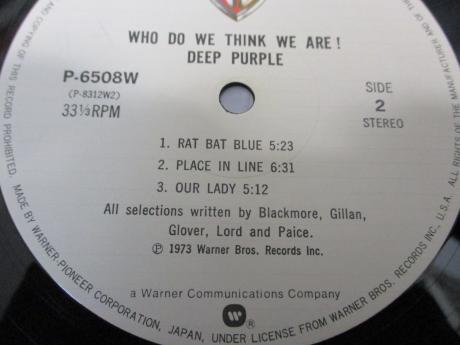 WHO DO WE THINK WE ARE!
DEEP PURPLE
P-6508W
(P-8312W2)
33⅓RPM
SIDE
2
STEREO
1. RAT BAT BLUE 5:23
2. PLACE IN LINE 6:31
3. OUR LADY 5:12
All selections written by Blackmore, Gillan,
Glover, Lord and Paice.
℗ 1973 Warner Bros. Records Inc.
a Warner Communications Company
®
AND COPYING OF THIS RECORD PROHIBITED. MADE BY WARNER-PIONEER CORPORATION, JAPAN, UNDER LICENSE FROM WARNER BROS. RECORDS INC., U.S.A. ALL RIGHTS OF THE MANUFACTURER AND